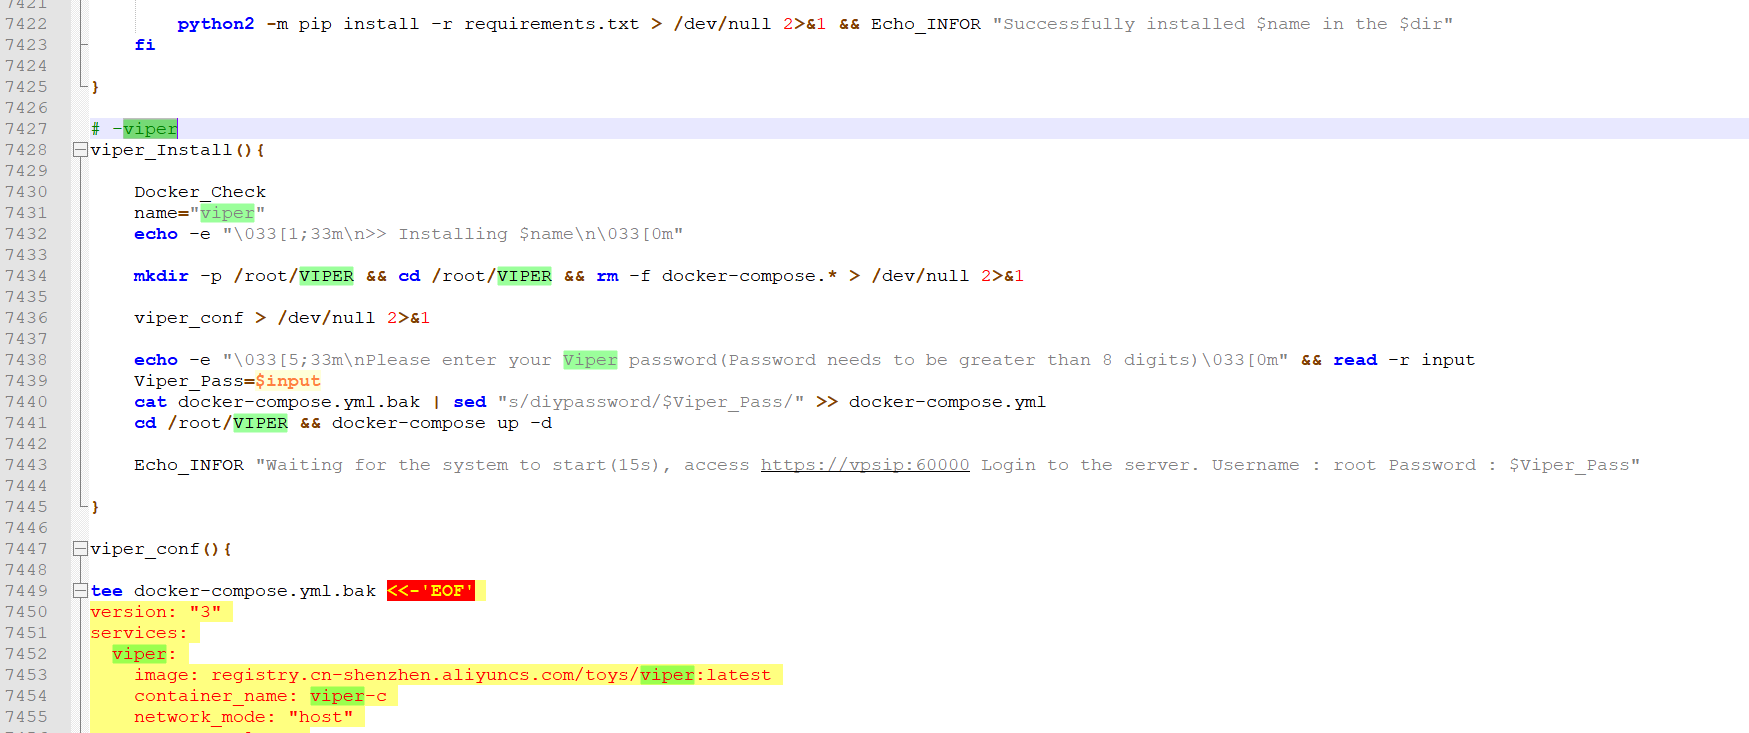 7421
7422 python2 -m pip install -r requirements.txt > /dev/null 2>&1 && Echo_INFOR "Successfully installed $name in the $dir"
7423 fi
7424
7425 }
7426
7427 # -viper
7428 viper_Install(){
7429
7430 Docker_Check
7431 name="viper"
7432 echo -e "\033[1;33m\n>> Installing $name\n\033[0m"
7433
7434 mkdir -p /root/VIPER && cd /root/VIPER && rm -f docker-compose.* > /dev/null 2>&1
7435
7436 viper_conf > /dev/null 2>&1
7437
7438 echo -e "\033[5;33m\nPlease enter your Viper password(Password needs to be greater than 8 digits)\033[0m" && read -r input
7439 Viper_Pass=$input
7440 cat docker-compose.yml.bak | sed "s/diypassword/$Viper_Pass/" >> docker-compose.yml
7441 cd /root/VIPER && docker-compose up -d
7442
7443 Echo_INFOR "Waiting for the system to start(15s), access https://vpsip:60000 Login to the server. Username : root Password : $Viper_Pass"
7444
7445 }
7446
7447 viper_conf(){
7448
7449 tee docker-compose.yml.bak <<-'EOF'
7450 version: "3"
7451 services:
7452 viper:
7453 image: registry.cn-shenzhen.aliyuncs.com/toys/viper:latest
7454 container_name: viper-c
7455 network_mode: "host"